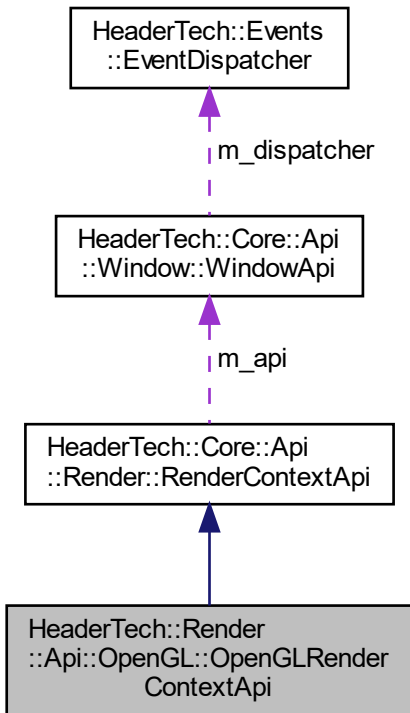 HeaderTech::Events
::EventDispatcher
m_dispatcher
HeaderTech::Core::Api
::Window::WindowApi
m_api
HeaderTech::Core::Api
::Render::RenderContextApi
HeaderTech::Render
::Api::OpenGL::OpenGLRender
ContextApi